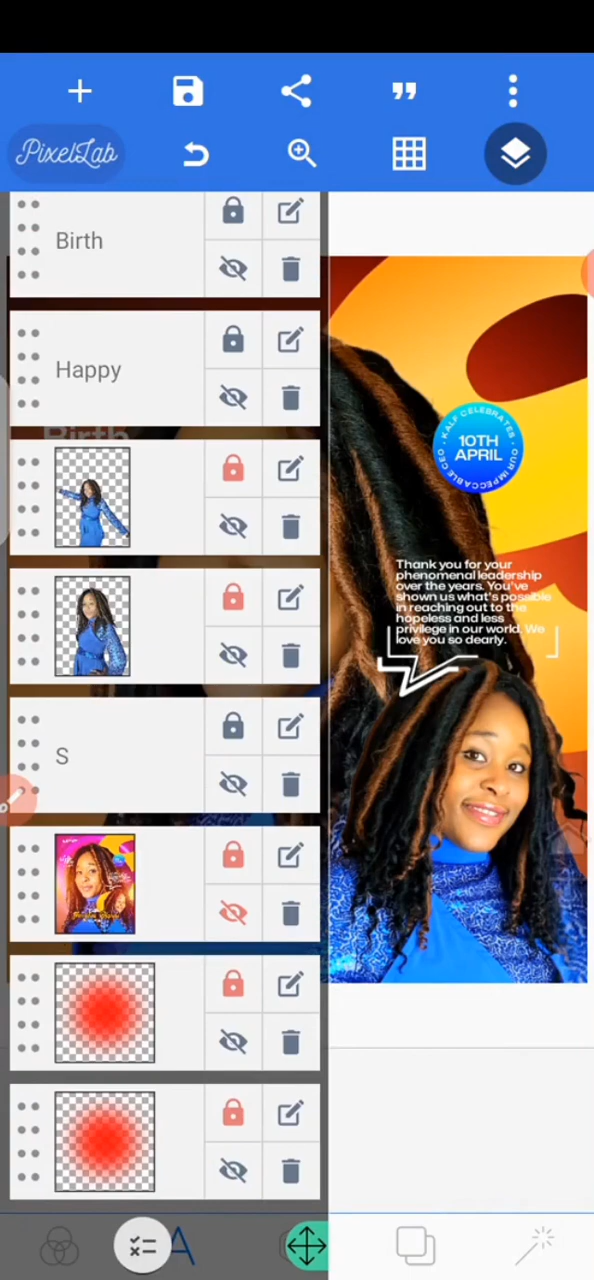 PixelLab
Birth
Happy
Birth
KALF CELEBRATES
10TH
APRIL
OUR IMPECCABLE CEO
Thank you for your
phenomenal leadership
over the years. You've
shown us what's possible
in reaching out to the
hopeless and less
privilege in our world. We
love you so dearly.
S